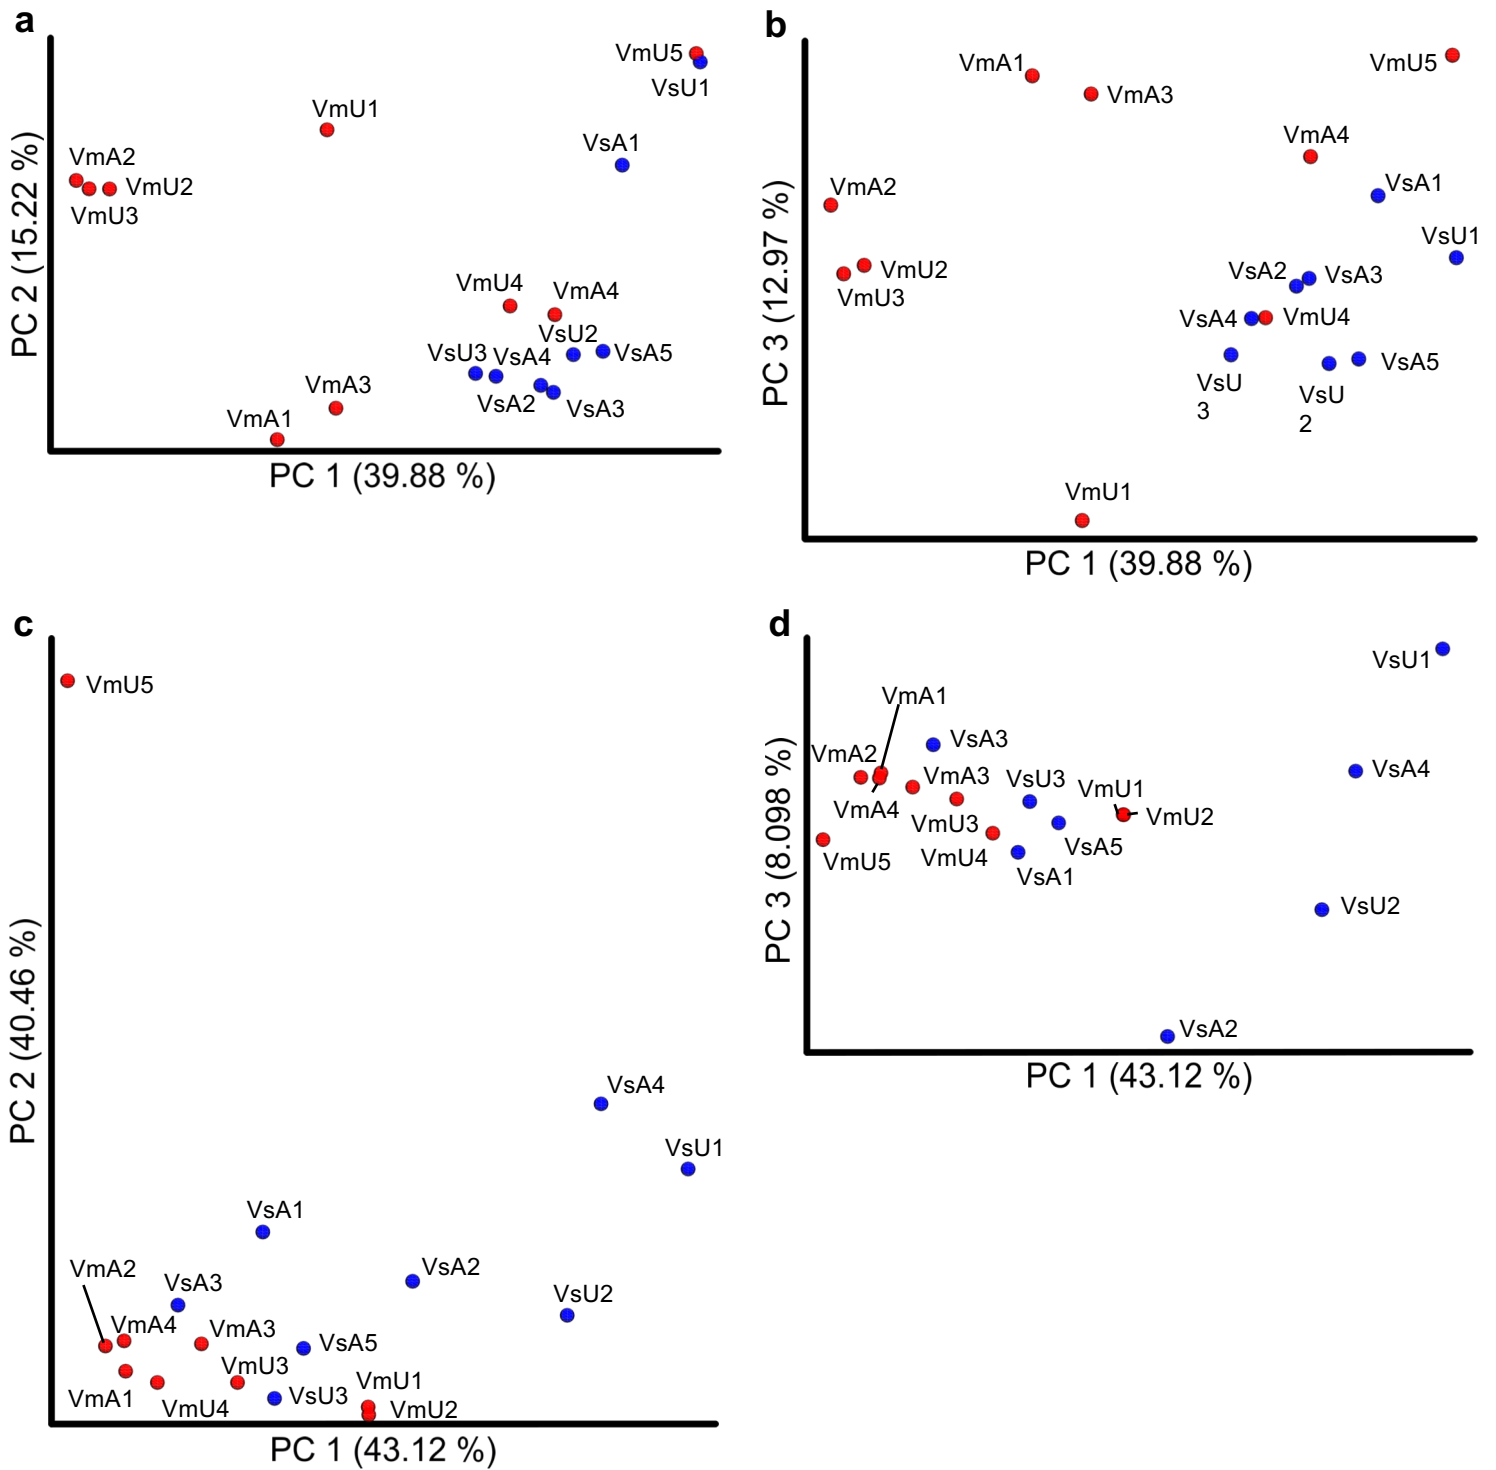 a
VmU5
VsU1
VmU1
VsA1
VmA2
VmU2
VmU3
VmU4
VmA4
VsU2
VsU3
VsA4
VsA5
VmA3
VsA2
VsA3
VmA1
PC 2 (15.22 %)
PC 1 (39.88 %)
b
VmA1
VmU5
VmA3
VmA4
VmA2
VsA1
VsU1
VmU2
VsA2
VsA3
VmU3
VsA4
VmU4
VsA5
VsU
3
VsU
2
VmU1
PC 3 (12.97 %)
PC 1 (39.88 %)
c
VmU5
VsA4
VsU1
VsA1
VmA2
VsA2
VsA3
VsU2
VmA4
VmA3
VsA5
VmU3
VmU1
VmA1
VsU3
VmU4
VmU2
PC 2 (40.46 %)
PC 1 (43.12 %)
d
VsU1
VmA1
VsA3
VmA2
VsA4
VmA3
VsU3
VmU1
VmA4
VmU2
VmU3
VsA5
VmU5
VmU4
VsA1
VsU2
VsA2
PC 3 (8.098 %)
PC 1 (43.12 %)